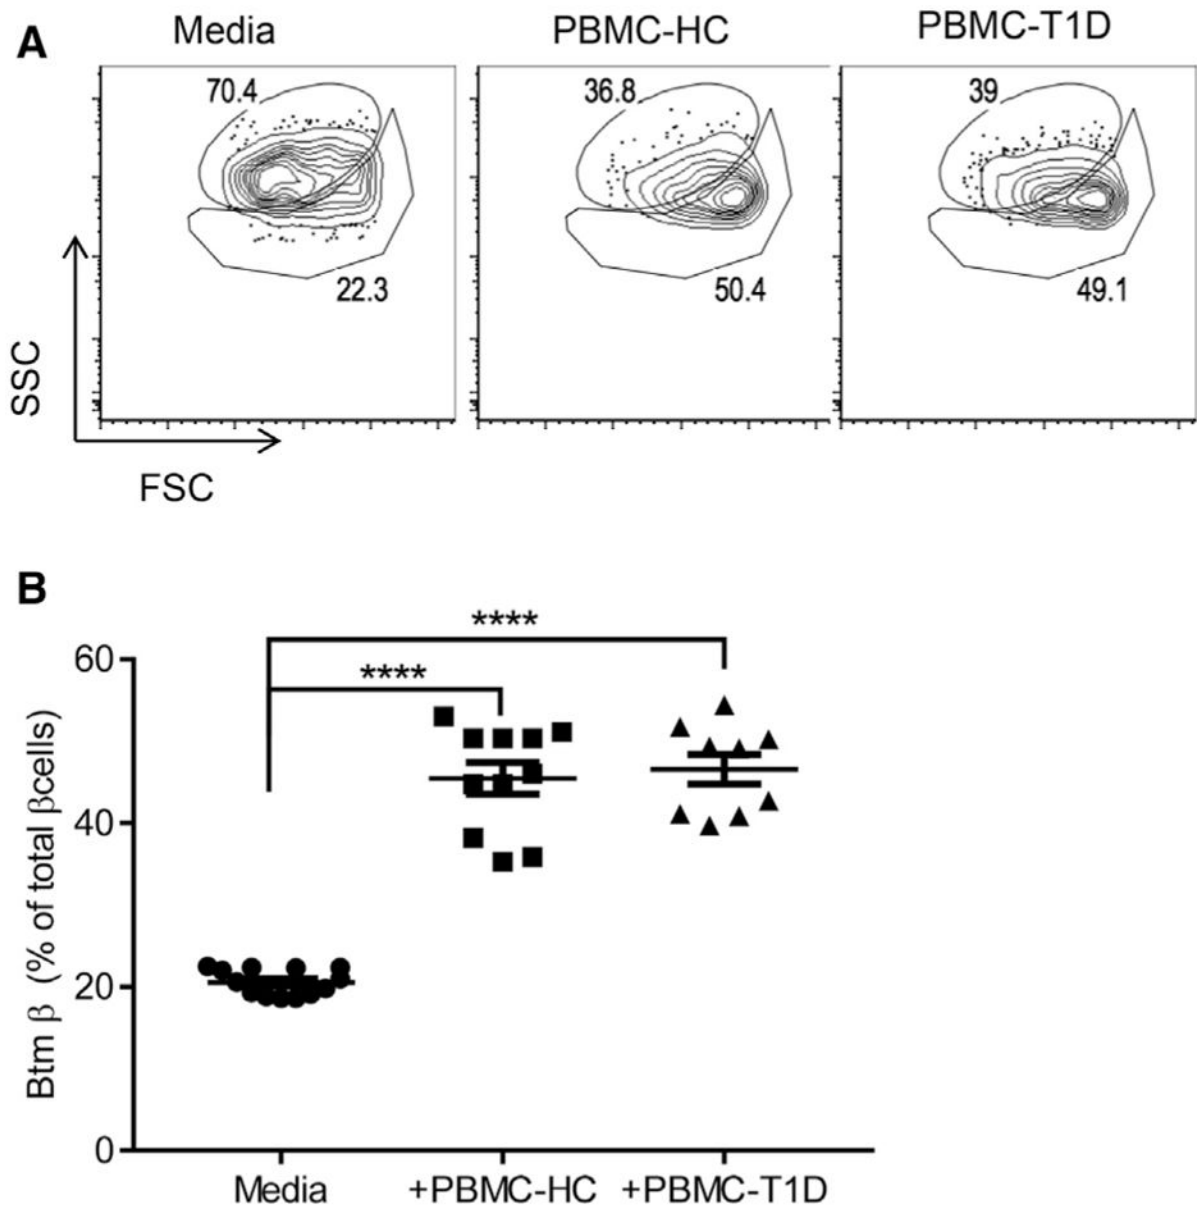 A
Media
PBMC-HC
PBMC-T1D
70.4
36.8
39
22.3
50.4
49.1
SSC
FSC
B
****
****
60
40
20
0
Btm β (% of total βcells)
Media
+PBMC-HC
+PBMC-T1D